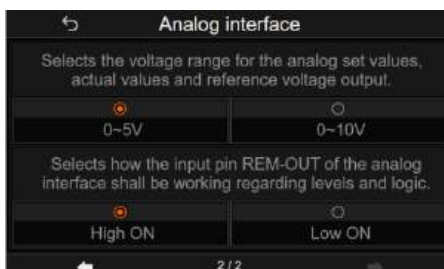 Analog interface
Selects the voltage range for the analog set values,
actual values and reference voltage output.
0~5V
0~10V
Selects how the input pin REM-OUT of the analog
interface shall be working regarding levels and logic.
High ON
Low ON
2/2